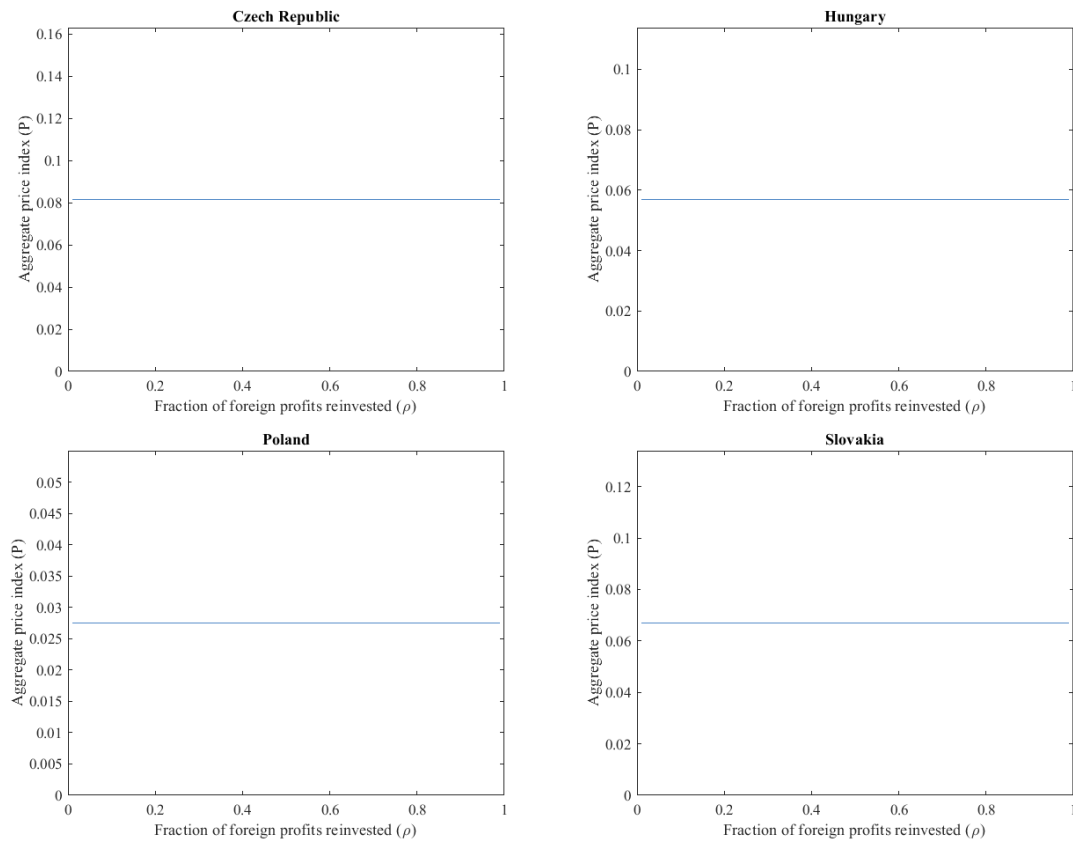 Czech Republic
Aggregate price index (P)
0.16
0.14
0.12
0.1
0.08
0.06
0.04
0.02
0
0 0.2 0.4 0.6 0.8 1
Fraction of foreign profits reinvested (ρ)
Hungary
Aggregate price index (P)
0.1
0.08
0.06
0.04
0.02
0
0 0.2 0.4 0.6 0.8 1
Fraction of foreign profits reinvested (ρ)
Poland
Aggregate price index (P)
0.05
0.045
0.04
0.035
0.03
0.025
0.02
0.015
0.01
0.005
0
0 0.2 0.4 0.6 0.8 1
Fraction of foreign profits reinvested (ρ)
Slovakia
Aggregate price index (P)
0.12
0.1
0.08
0.06
0.04
0.02
0
0 0.2 0.4 0.6 0.8 1
Fraction of foreign profits reinvested (ρ)